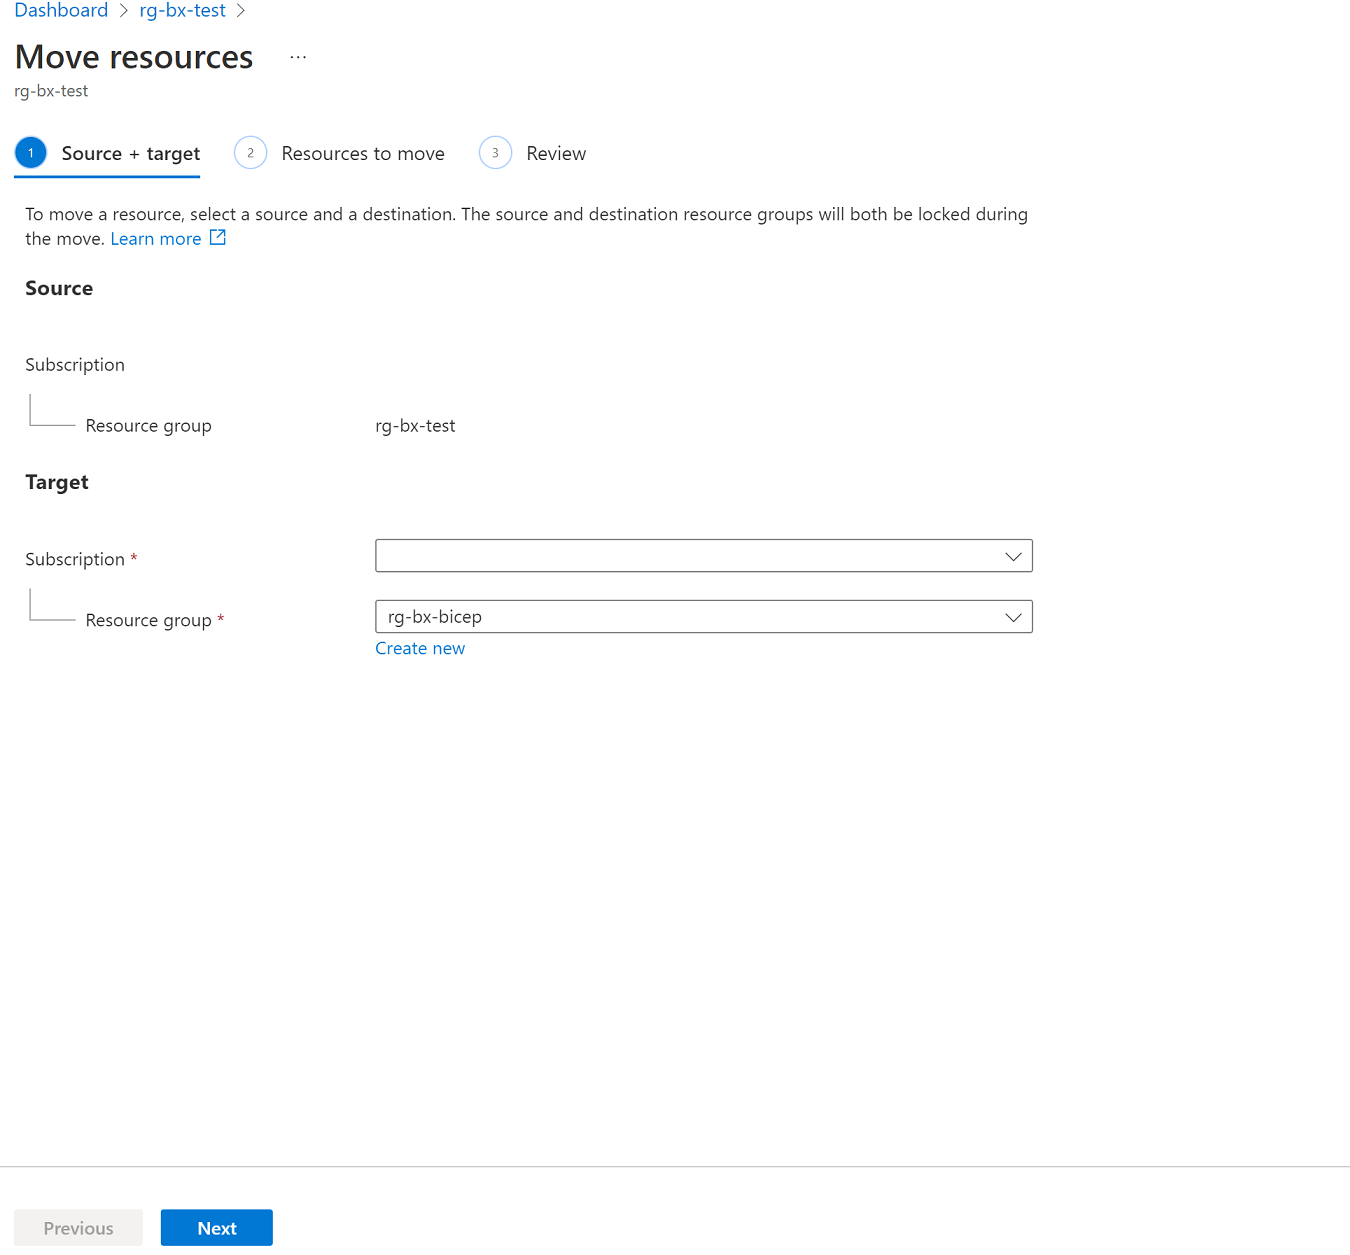 Dashboard > rg-bx-test >
Move resources ...
rg-bx-test
1 Source + target 2 Resources to move 3 Review
To move a resource, select a source and a destination. The source and destination resource groups will both be locked during
the move. Learn more
Source
Subscription
Resource group rg-bx-test
Target
Subscription *
Resource group * rg-bx-bicep
Create new
Previous Next